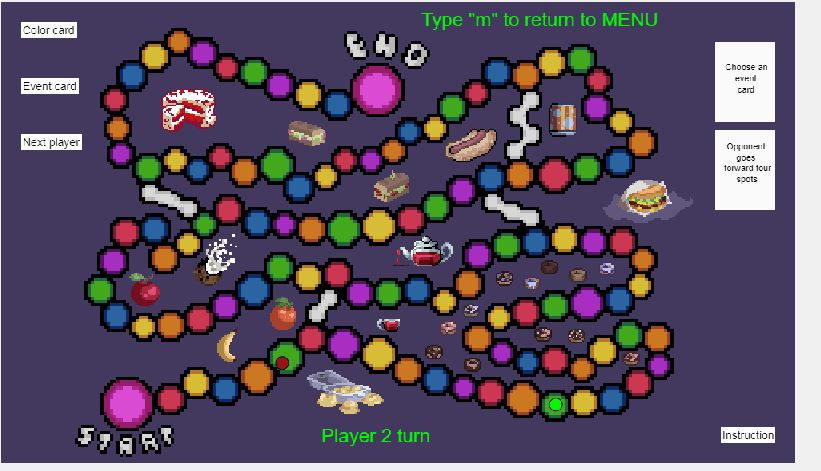 Type "m" to return to MENU
Color card
END
Choose an
event
card
Event card
Next player
Opponent
goes
forward four
spots
START
Player 2 turn
Instruction